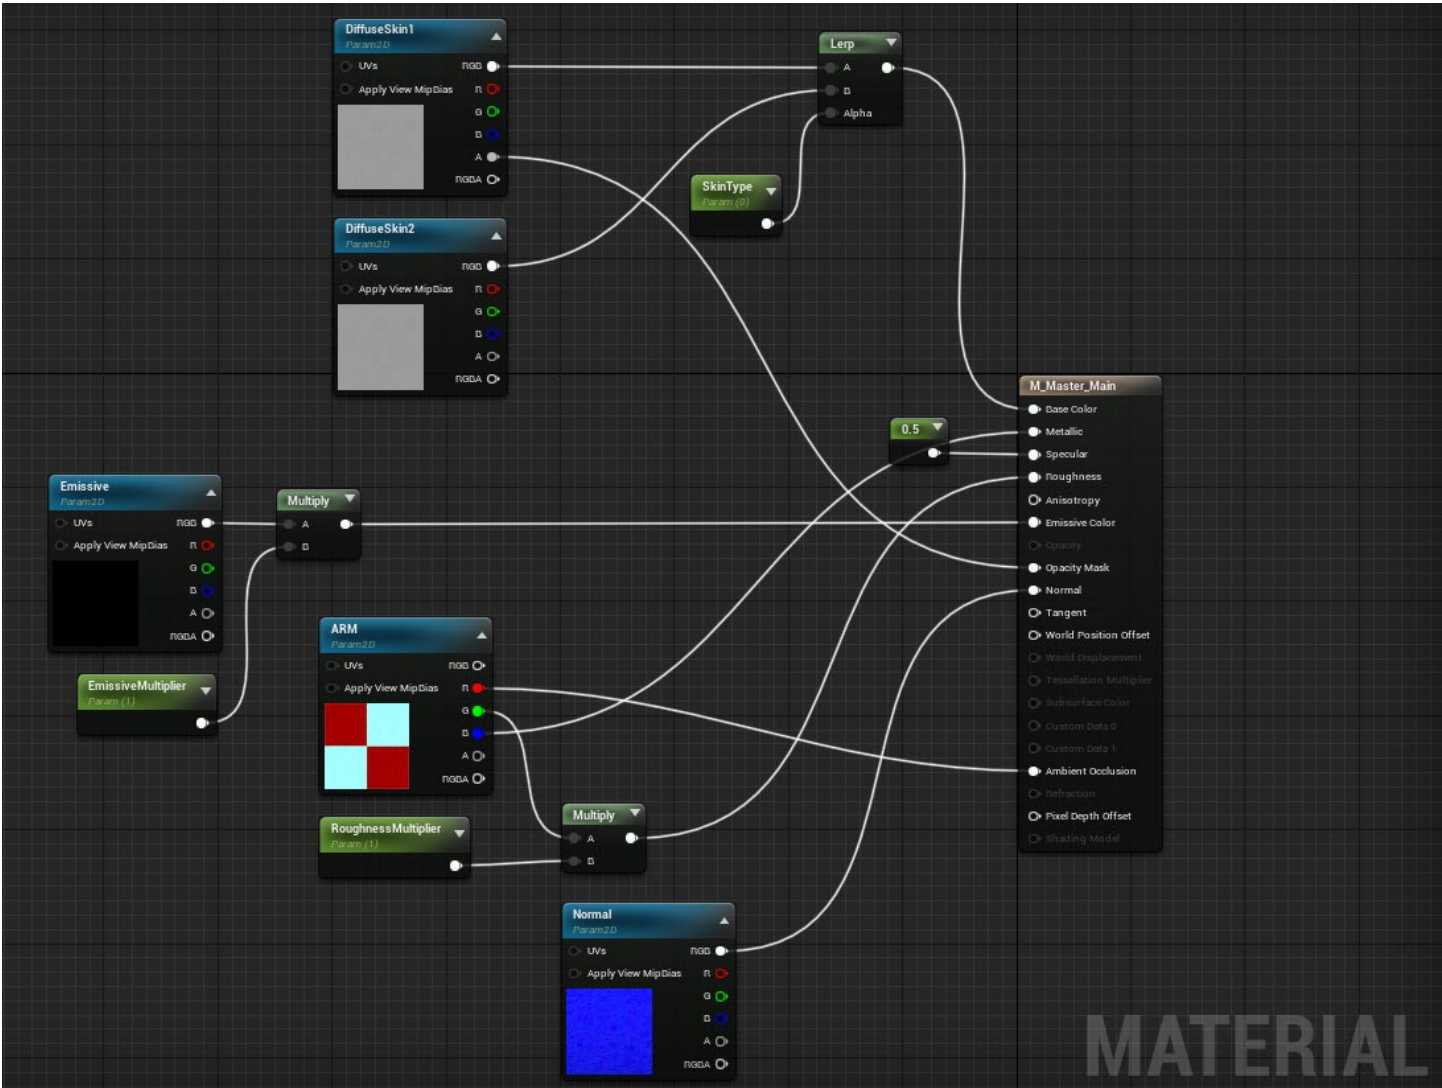 DiffuseSkin1
Param2D
UVs RGB
Apply View MipBias R
G
B
A
RGBA
Lerp
A
B
Alpha
SkinType
Param (0)
DiffuseSkin2
Param2D
UVs RGB
Apply View MipBias R
G
B
A
RGBA
M_Master_Main
Base Color
Metallic
Specular
Roughness
Anisotropy
Emissive Color
Opacity
Opacity Mask
Normal
Tangent
World Position Offset
World Displacement
Tessellation Multiplier
Subsurface Color
Custom Data 0
Custom Data 1
Ambient Occlusion
Refraction
Pixel Depth Offset
Shading Model
0.5
Emissive
Param2D
UVs RGB
Apply View MipBias R
G
B
A
RGBA
Multiply
A
B
EmissiveMultiplier
Param (1)
ARM
Param2D
UVs RGB
Apply View MipBias R
G
B
A
RGBA
RoughnessMultiplier
Param (1)
Multiply
A
B
Normal
Param2D
UVs RGB
Apply View MipBias R
G
B
A
RGBA
MATERIAL